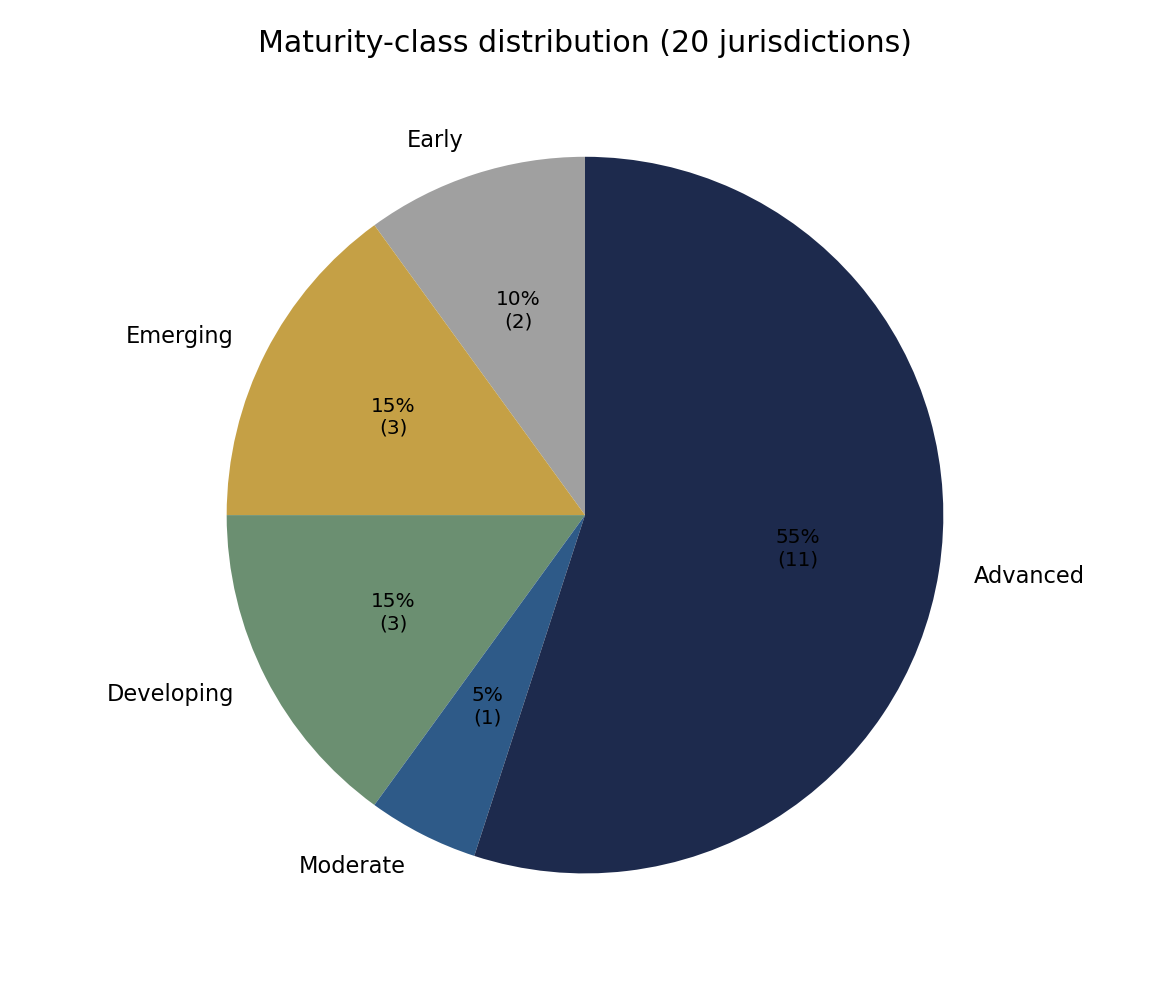 Maturity-class distribution (20 jurisdictions)
Early
10%
(2)
Emerging
15%
(3)
55%
(11)
Advanced
15%
(3)
Developing
5%
(1)
Moderate